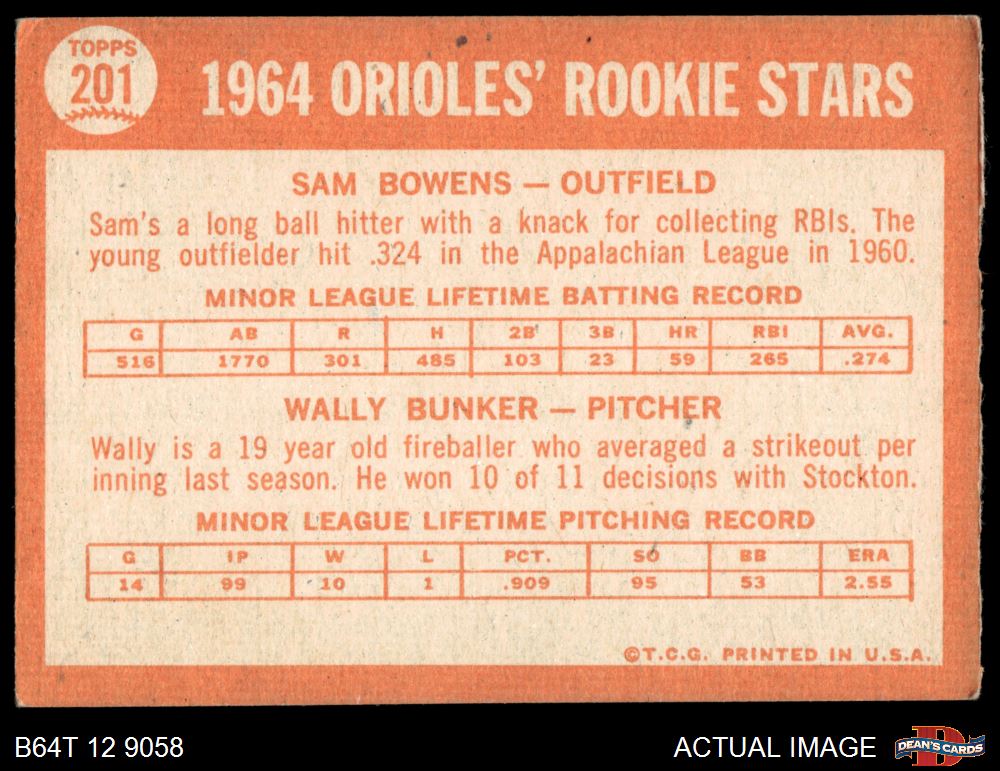 TOPPS
201
1964 ORIOLES' ROOKIE STARS
SAM BOWENS — OUTFIELD
Sam's a long ball hitter with a knack for collecting RBIs. The
young outfielder hit .324 in the Appalachian League in 1960.
MINOR LEAGUE LIFETIME BATTING RECORD
G AB R H 2B 3B HR RBI AVG.
516 1770 301 485 103 23 59 265 .274
WALLY BUNKER — PITCHER
Wally is a 19 year old fireballer who averaged a strikeout per
inning last season. He won 10 of 11 decisions with Stockton.
MINOR LEAGUE LIFETIME PITCHING RECORD
G IP W L PCT. SO BB ERA
14 99 10 1 .909 95 53 2.55
©T.C.G. PRINTED IN U.S.A.
B64T 12 9058
ACTUAL IMAGE
DEAN'S CARDS